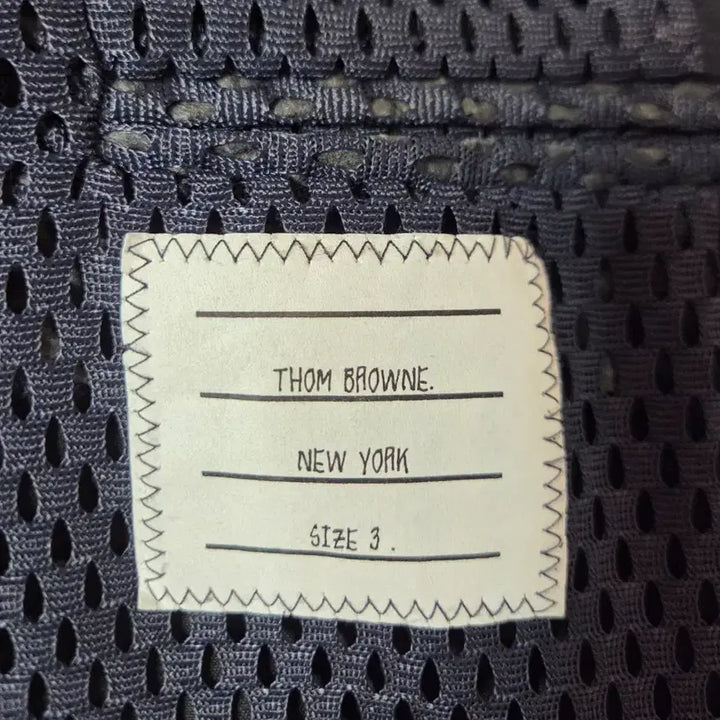 THOM BROWNE.
NEW YORK
SIZE 3.